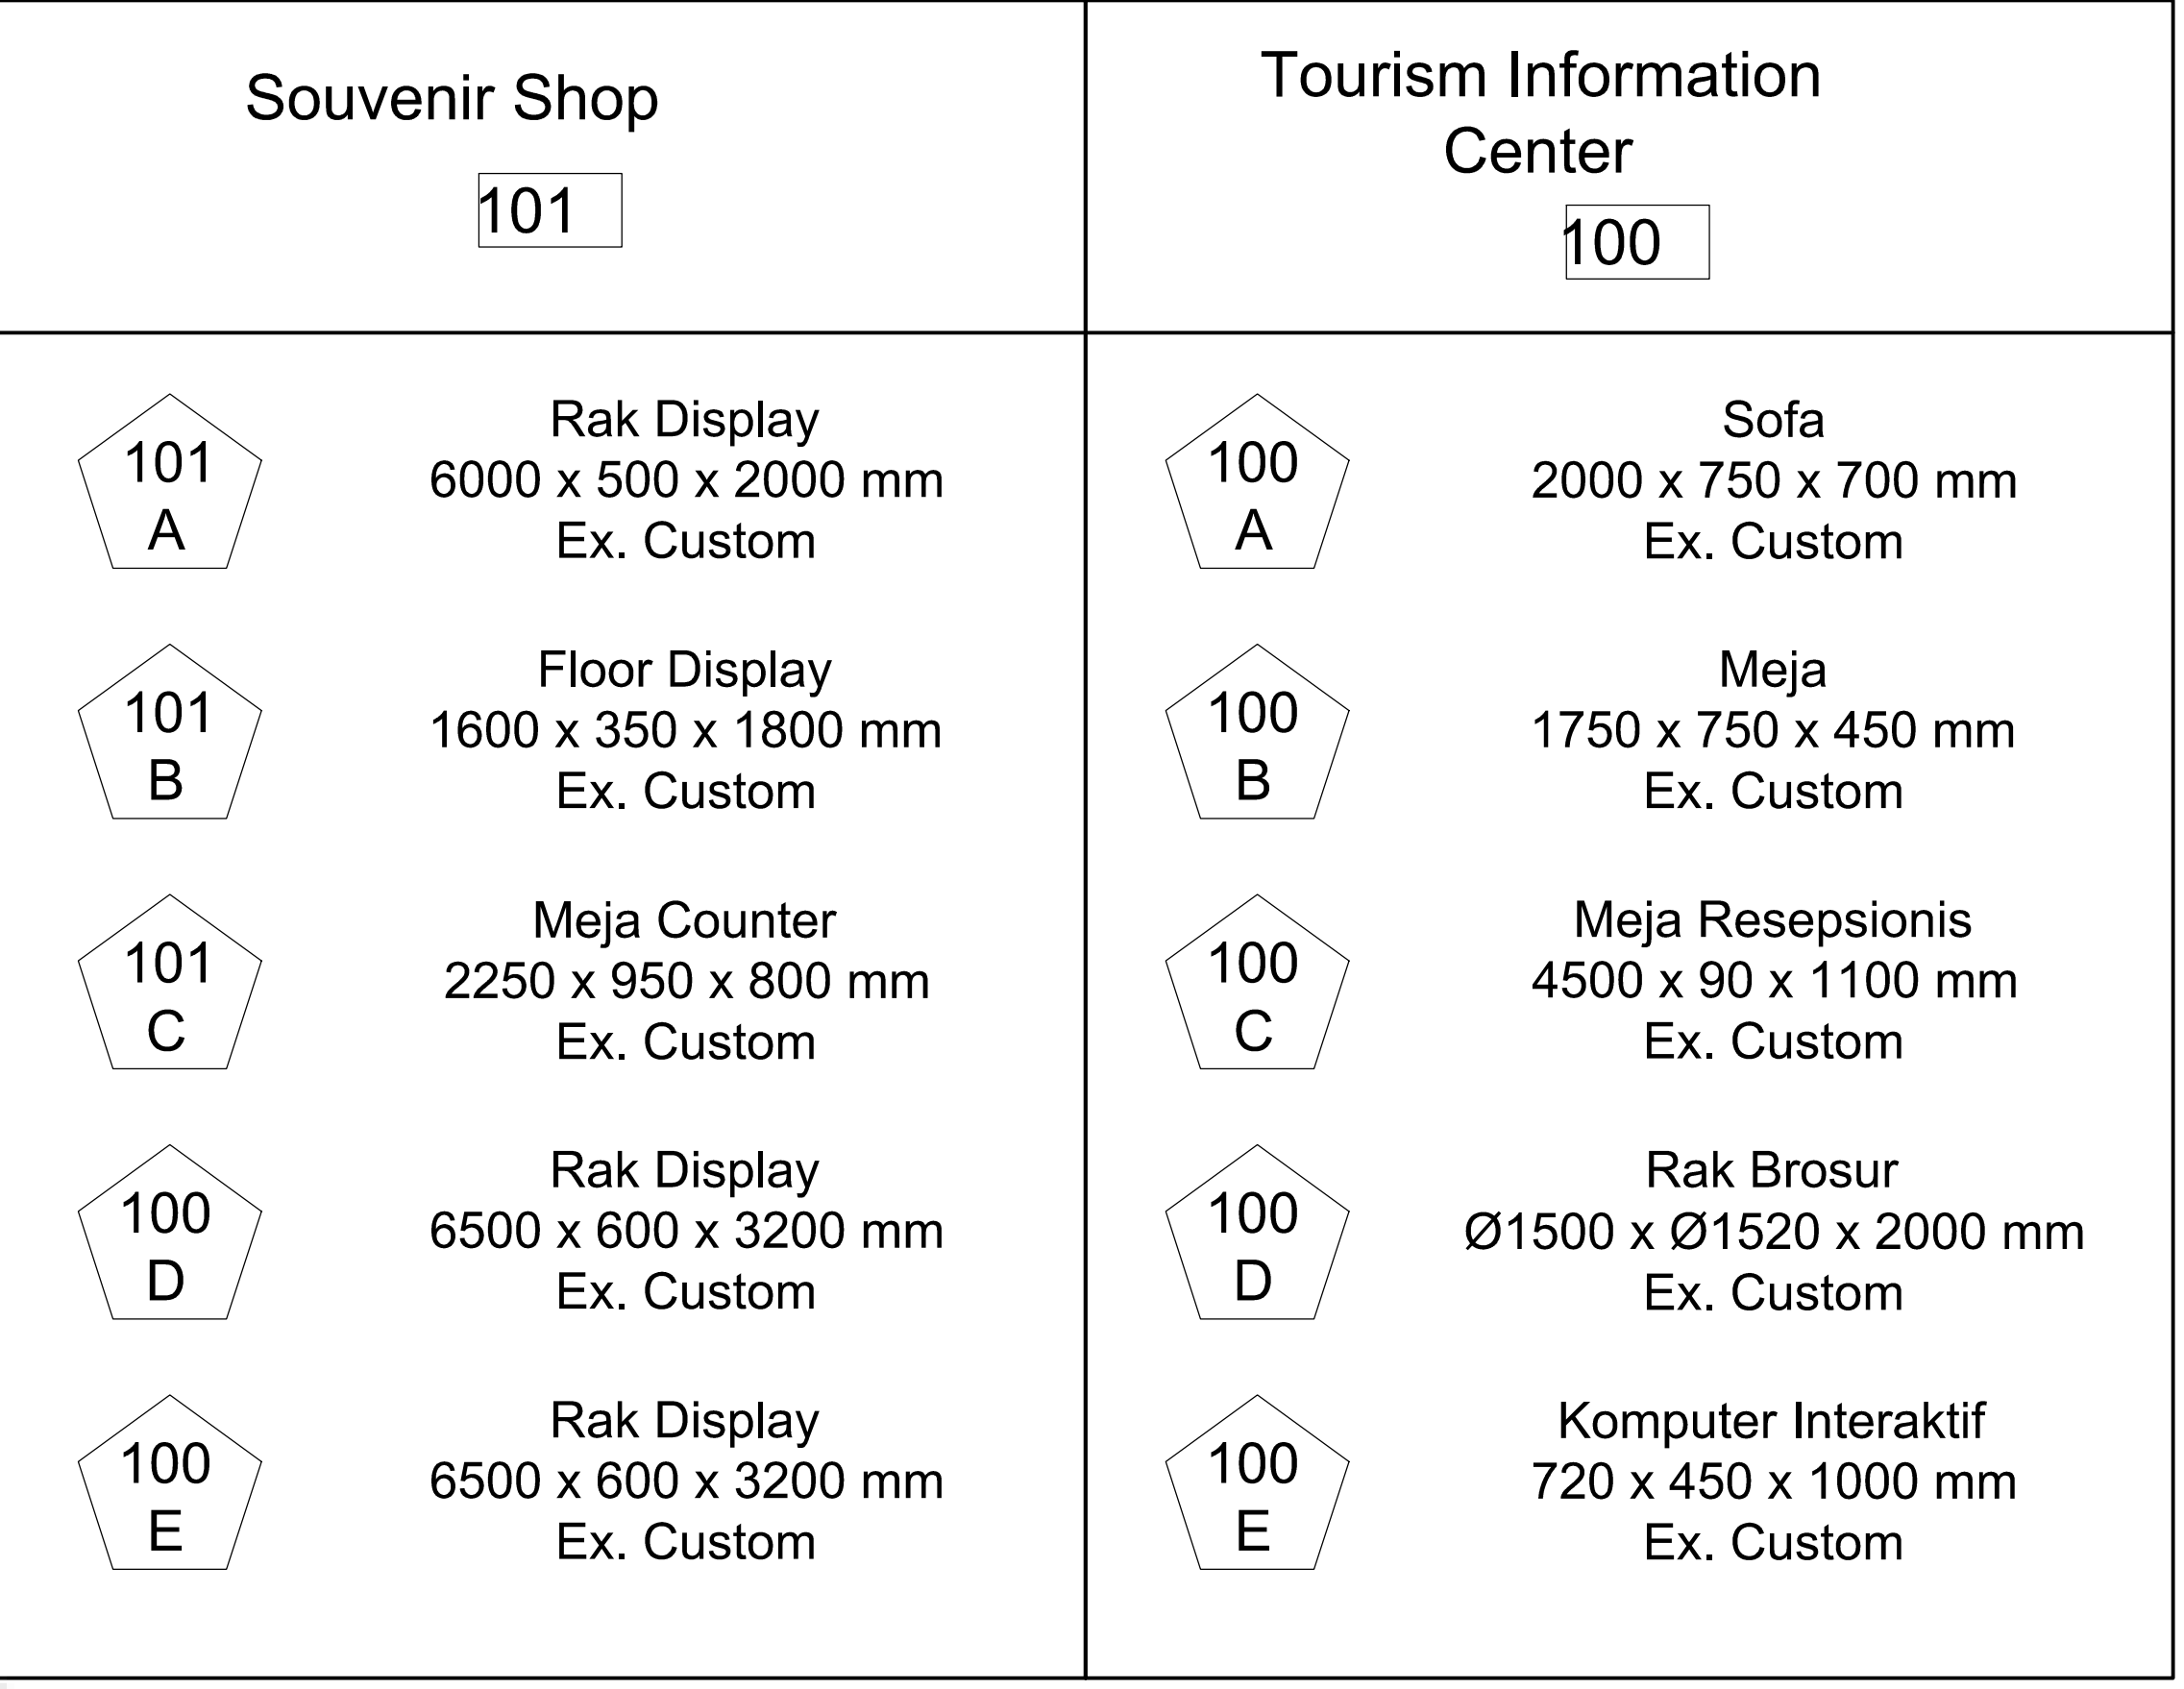 Souvenir Shop
101
101
A
Rak Display
6000 x 500 x 2000 mm
Ex. Custom
101
B
Floor Display
1600 x 350 x 1800 mm
Ex. Custom
101
C
Meja Counter
2250 x 950 x 800 mm
Ex. Custom
100
D
Rak Display
6500 x 600 x 3200 mm
Ex. Custom
100
E
Rak Display
6500 x 600 x 3200 mm
Ex. Custom
Tourism Information
Center
100
100
A
Sofa
2000 x 750 x 700 mm
Ex. Custom
100
B
Meja
1750 x 750 x 450 mm
Ex. Custom
100
C
Meja Resepsionis
4500 x 90 x 1100 mm
Ex. Custom
100
D
Rak Brosur
Ø1500 x Ø1520 x 2000 mm
Ex. Custom
100
E
Komputer Interaktif
720 x 450 x 1000 mm
Ex. Custom